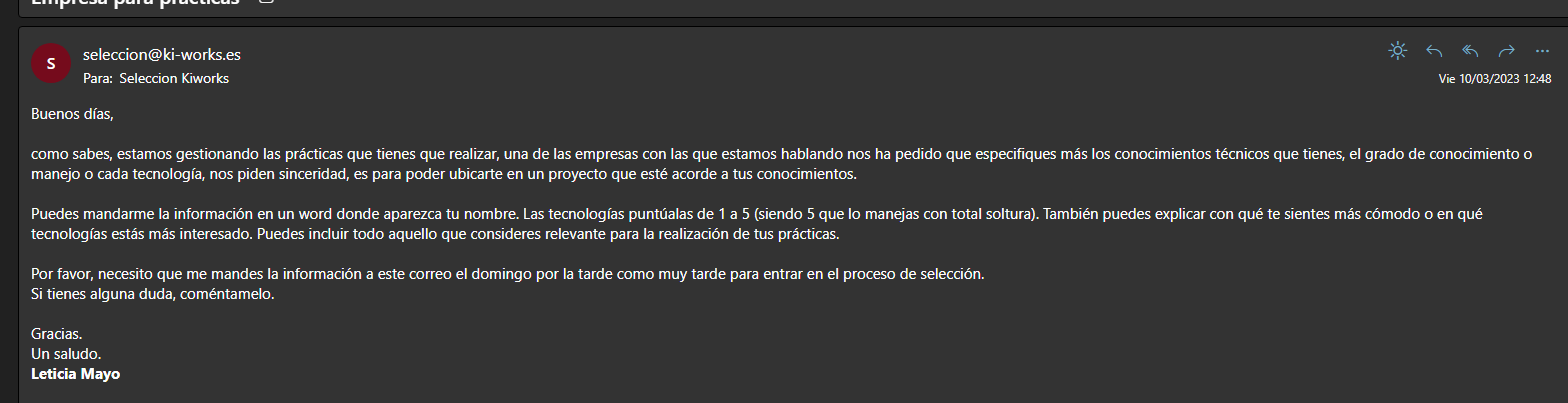 Empresa para prácticas
S
seleccion@ki-works.es
Para: Seleccion Kiworks
Vie 10/03/2023 12:48
Buenos días,
como sabes, estamos gestionando las prácticas que tienes que realizar, una de las empresas con las que estamos hablando nos ha pedido que especifiques más los conocimientos técnicos que tienes, el grado de conocimiento o
manejo o cada tecnología, nos piden sinceridad, es para poder ubicarte en un proyecto que esté acorde a tus conocimientos.
Puedes mandarme la información en un word donde aparezca tu nombre. Las tecnologías puntúalas de 1 a 5 (siendo 5 que lo manejas con total soltura). También puedes explicar con qué te sientes más cómodo o en qué
tecnologías estás más interesado. Puedes incluir todo aquello que consideres relevante para la realización de tus prácticas.
Por favor, necesito que me mandes la información a este correo el domingo por la tarde como muy tarde para entrar en el proceso de selección.
Si tienes alguna duda, coméntamelo.
Gracias.
Un saludo.
Leticia Mayo